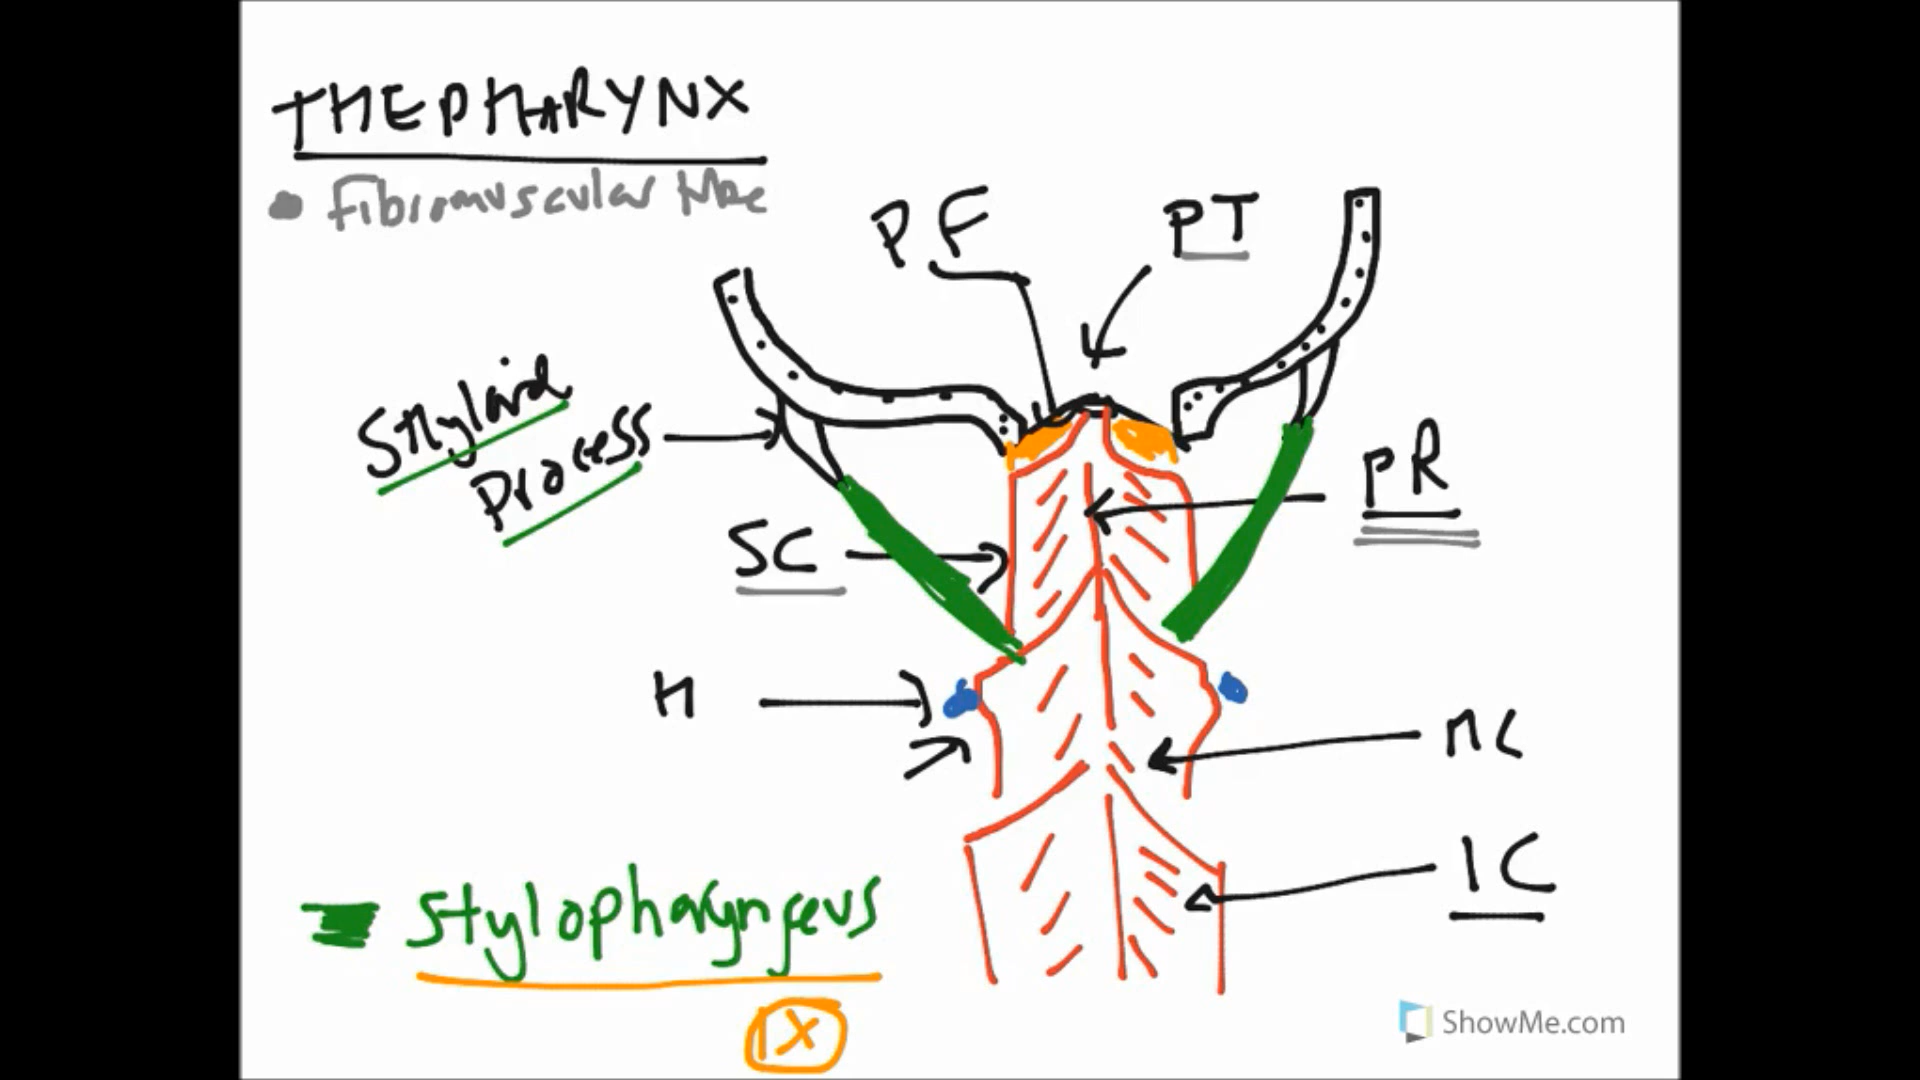 THE PHARYNX
Fibromuscular tube
PF
PT
Styloid
Process
PR
SC
H
MC
IC
Stylopharyngeus
IX
ShowMe.com